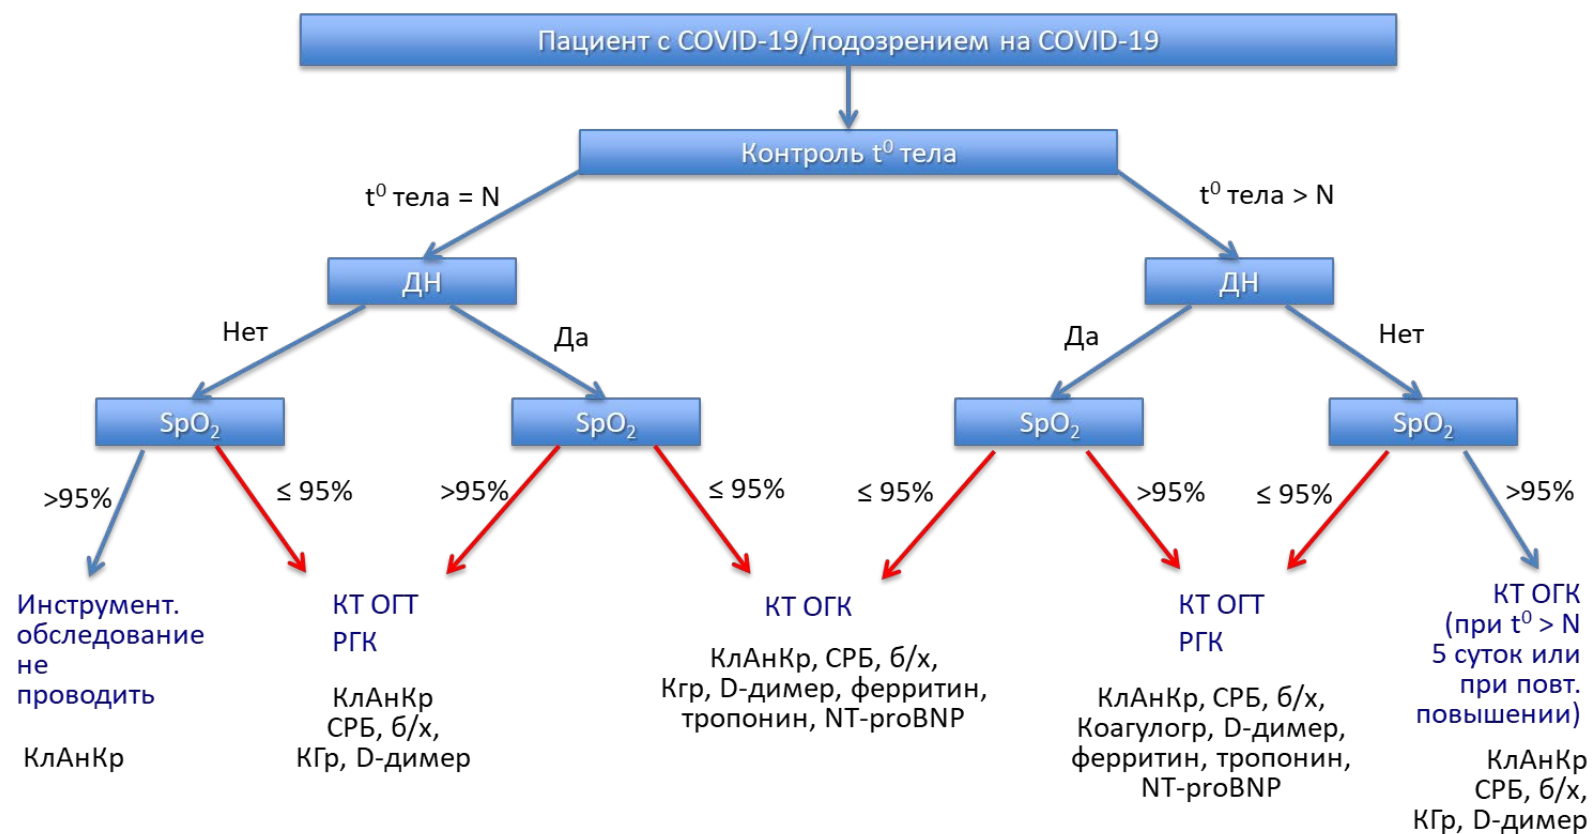 Пациент с COVID-19/подозрением на COVID-19
Контроль t⁰ тела
t⁰ тела = N
t⁰ тела > N
ДН
ДН
Нет
Да
Да
Нет
SpO₂
SpO₂
SpO₂
SpO₂
>95%
≤ 95%
>95%
≤ 95%
≤ 95%
>95%
≤ 95%
>95%
Инструмент.
обследование
не
проводить
КлАнКр
КТ ОГТ
РГК
КлАнКр
СРБ, б/х,
КГр, D-димер
КТ ОГК
КлАнКр, СРБ, б/х,
Кгр, D-димер, ферритин,
тропонин, NT-proBNP
КТ ОГТ
РГК
КлАнКр, СРБ, б/х,
Коагулогр, D-димер,
ферритин, тропонин,
NT-proBNP
КТ ОГК
(при t⁰ > N
5 суток или
при повт.
повышении)
КлАнКр
СРБ, б/х,
КГр, D-димер